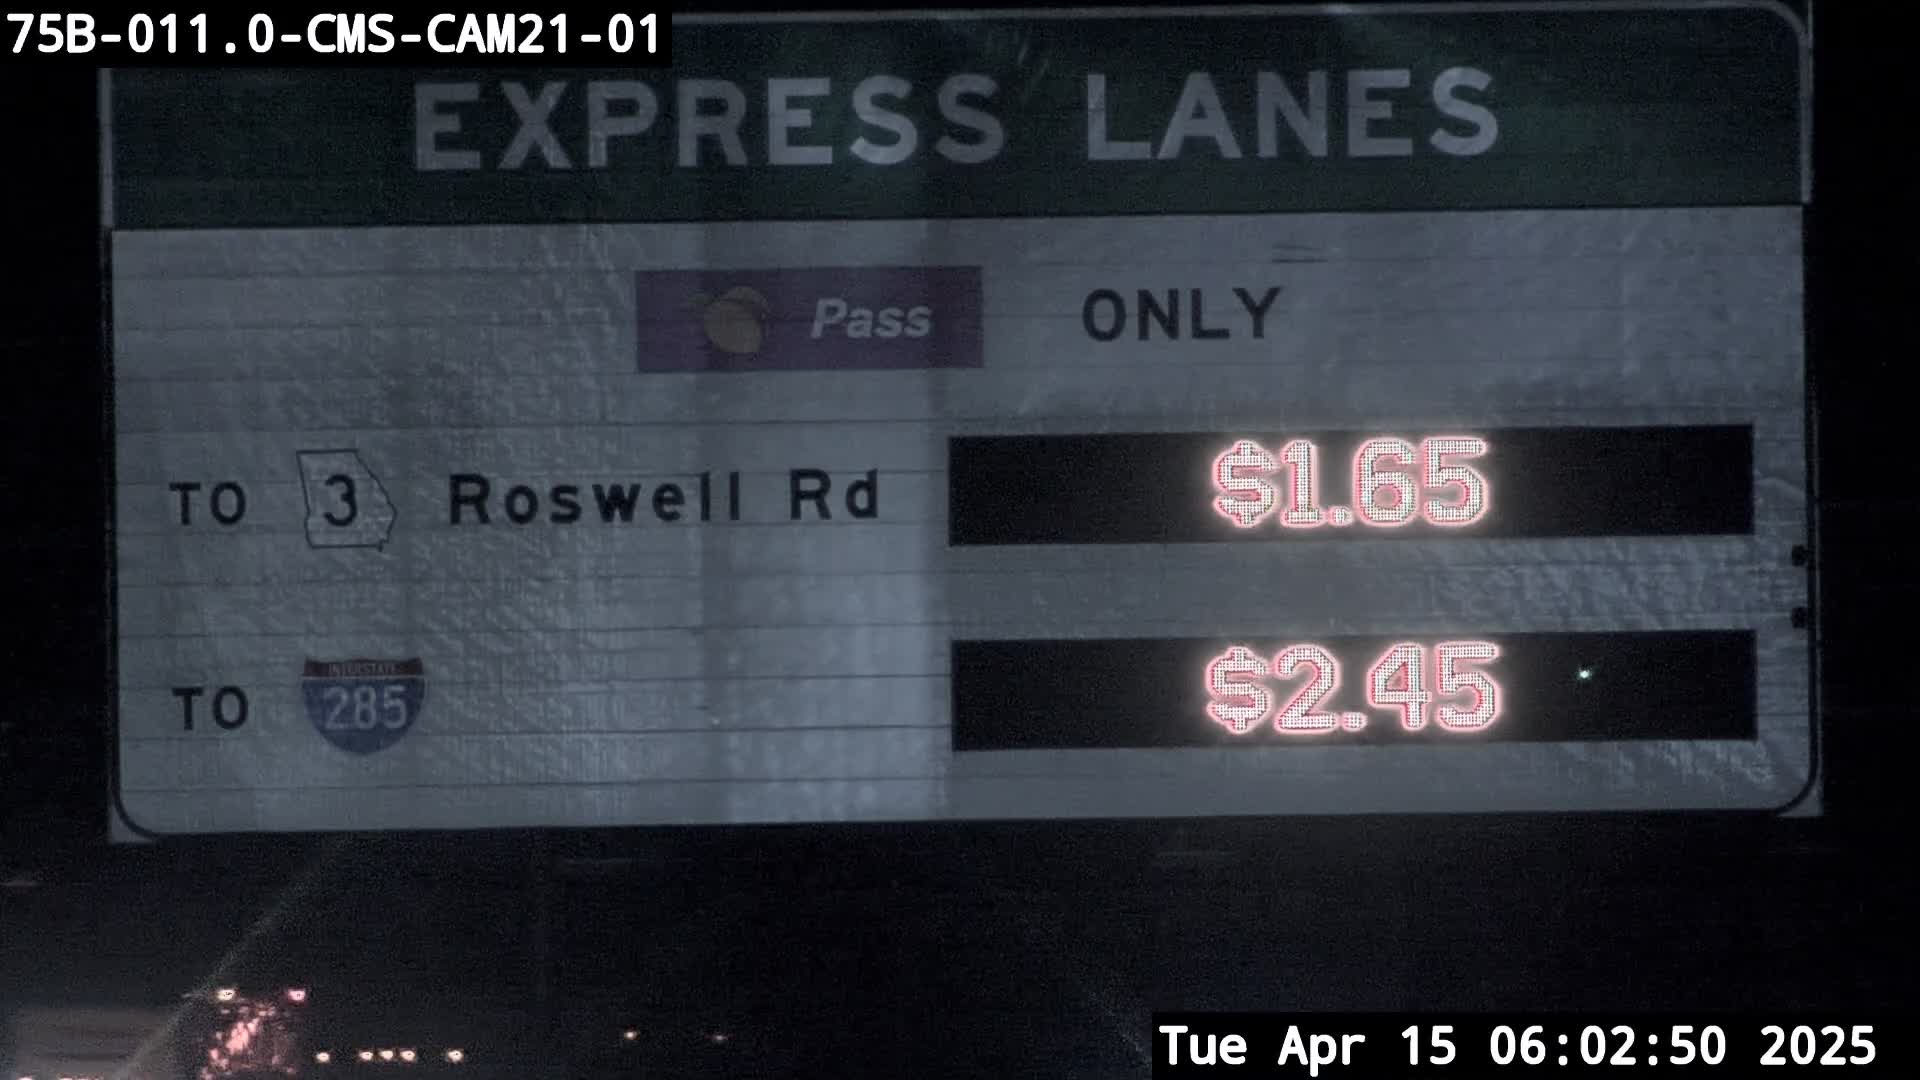 75B-011.0-CMS-CAM21-01
EXPRESS LANES
Pass ONLY
TO 3 Roswell Rd $1.65
INTERSTATE
TO 285 $2.45
Tue Apr 15 06:02:50 2025